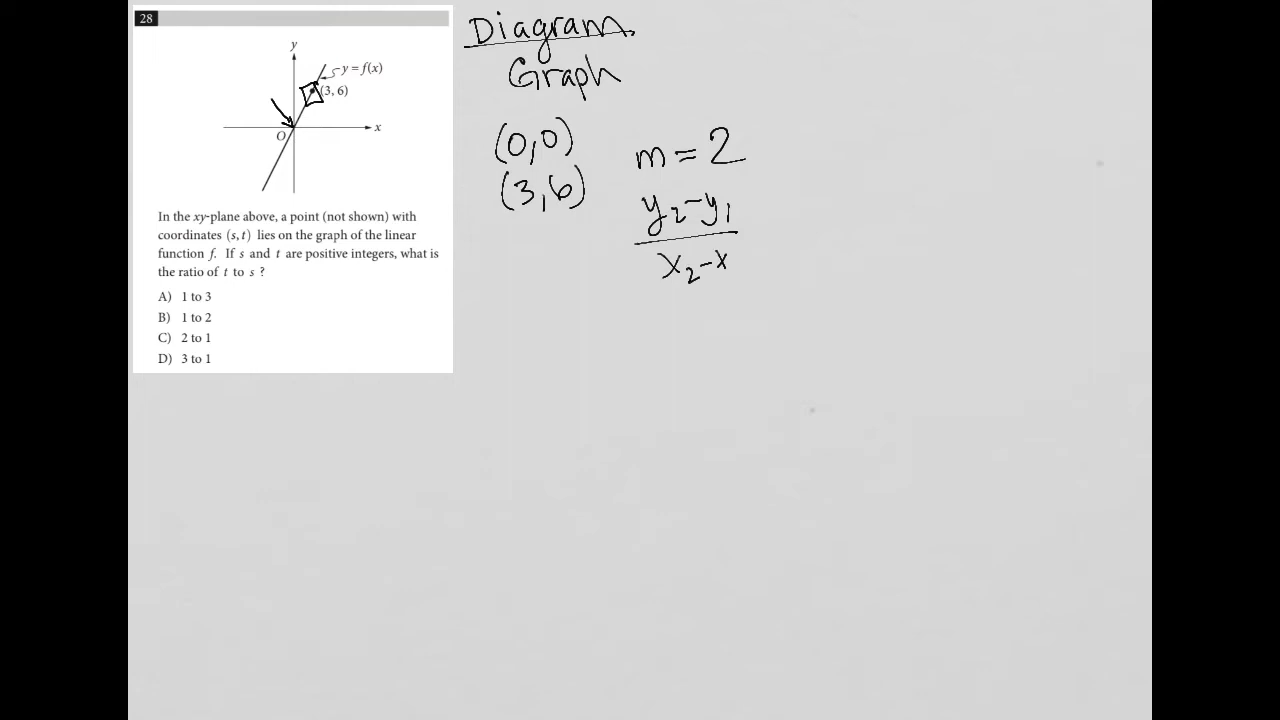 28
y
y = f(x)
(3, 6)
x
O
In the xy-plane above, a point (not shown) with
coordinates (s, t) lies on the graph of the linear
function f. If s and t are positive integers, what is
the ratio of t to s ?
A) 1 to 3
B) 1 to 2
C) 2 to 1
D) 3 to 1
Diagram
Graph
(0,0)
(3,6)
m = 2
y₂-y₁
x₂-x